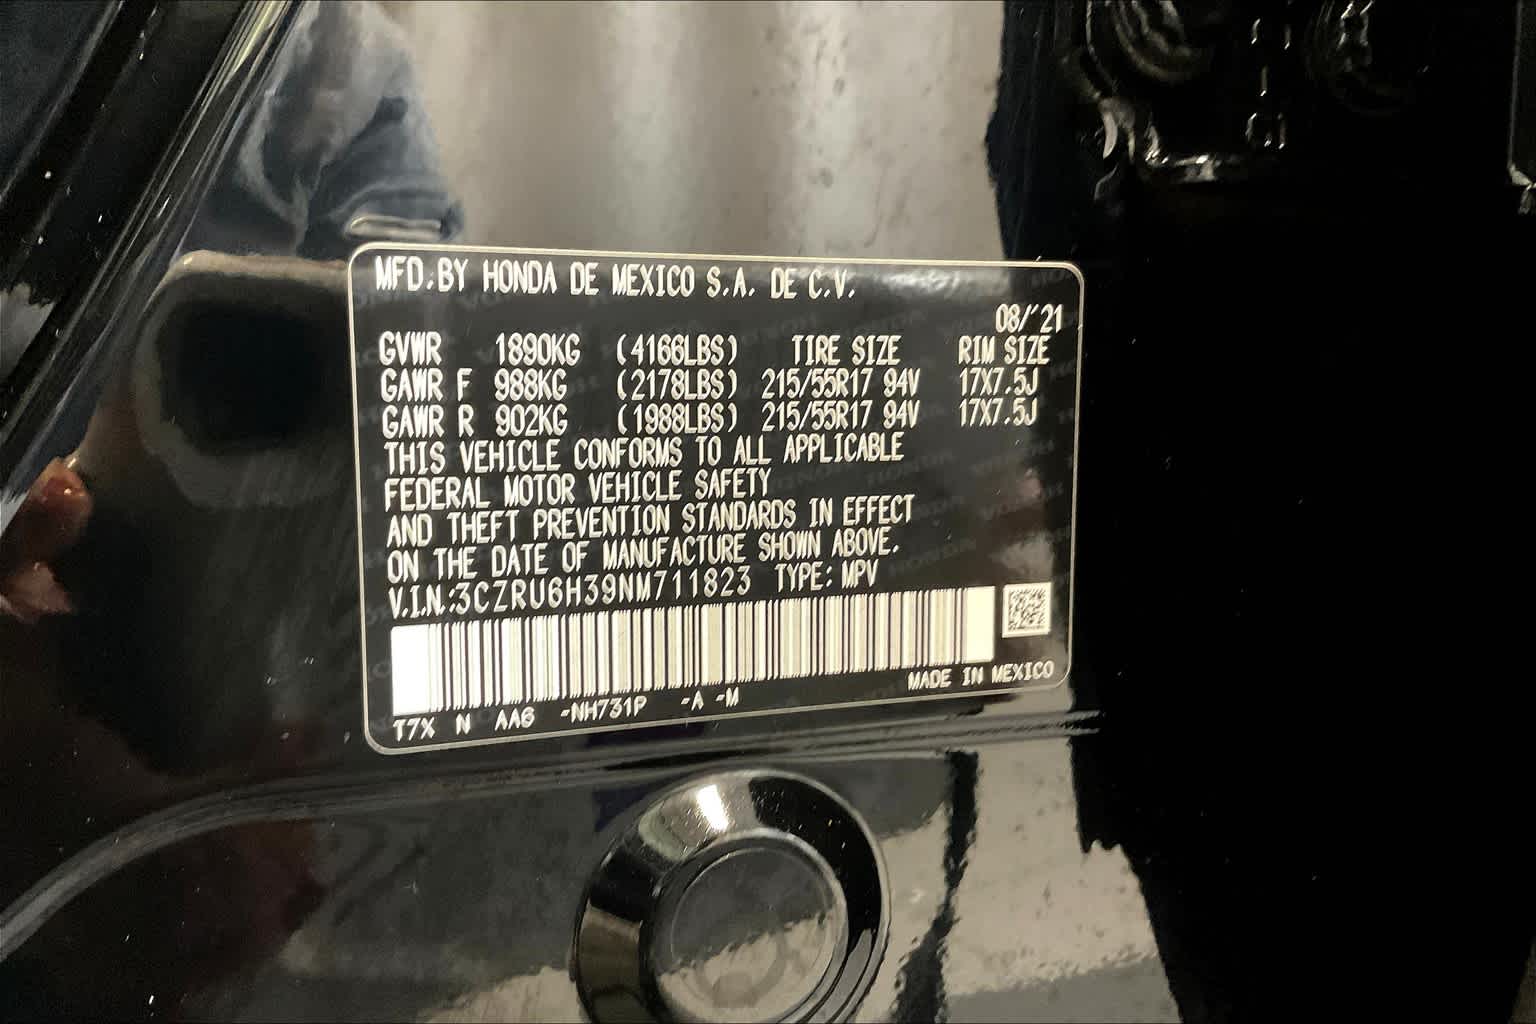 MFD.BY HONDA DE MEXICO S.A. DE C.V.
08/'21
GVWR 1890KG (4166LBS) TIRE SIZE RIM SIZE
GAWR F 988KG (2178LBS) 215/55R17 94V 17X7.5J
GAWR R 902KG (1988LBS) 215/55R17 94V 17X7.5J
THIS VEHICLE CONFORMS TO ALL APPLICABLE
FEDERAL MOTOR VEHICLE SAFETY
AND THEFT PREVENTION STANDARDS IN EFFECT
ON THE DATE OF MANUFACTURE SHOWN ABOVE.
V.I.N.:3CZRU6H39NM711823 TYPE: MPV
MADE IN MEXICO
T7X N AA6 -NH731P -A -M